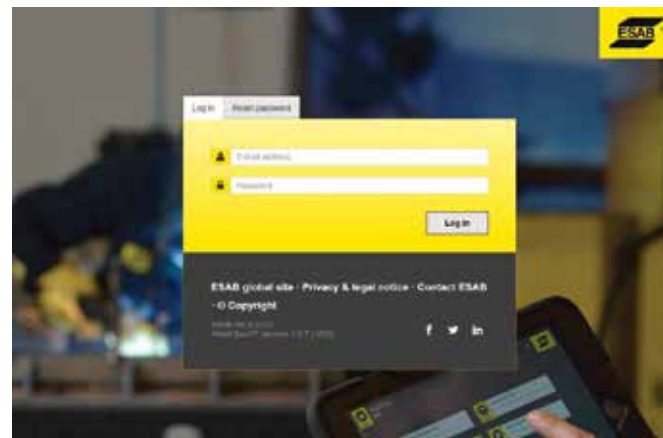 ESAB
Log in
Reset password
E-mail address
Password
Log in
ESAB global site · Privacy & legal notice · Contact ESAB
· © Copyright